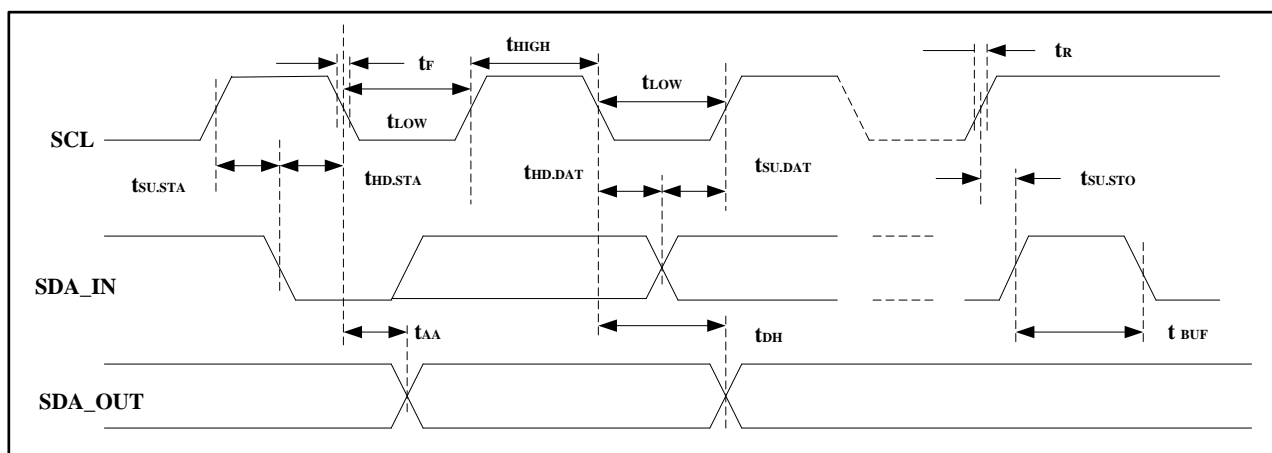 tHIGH
tF
tR
tLOW
tLOW
SCL
tSU.STA
tHD.STA
tHD.DAT
tSU.DAT
tSU.STO
SDA_IN
tAA
tDH
t BUF
SDA_OUT